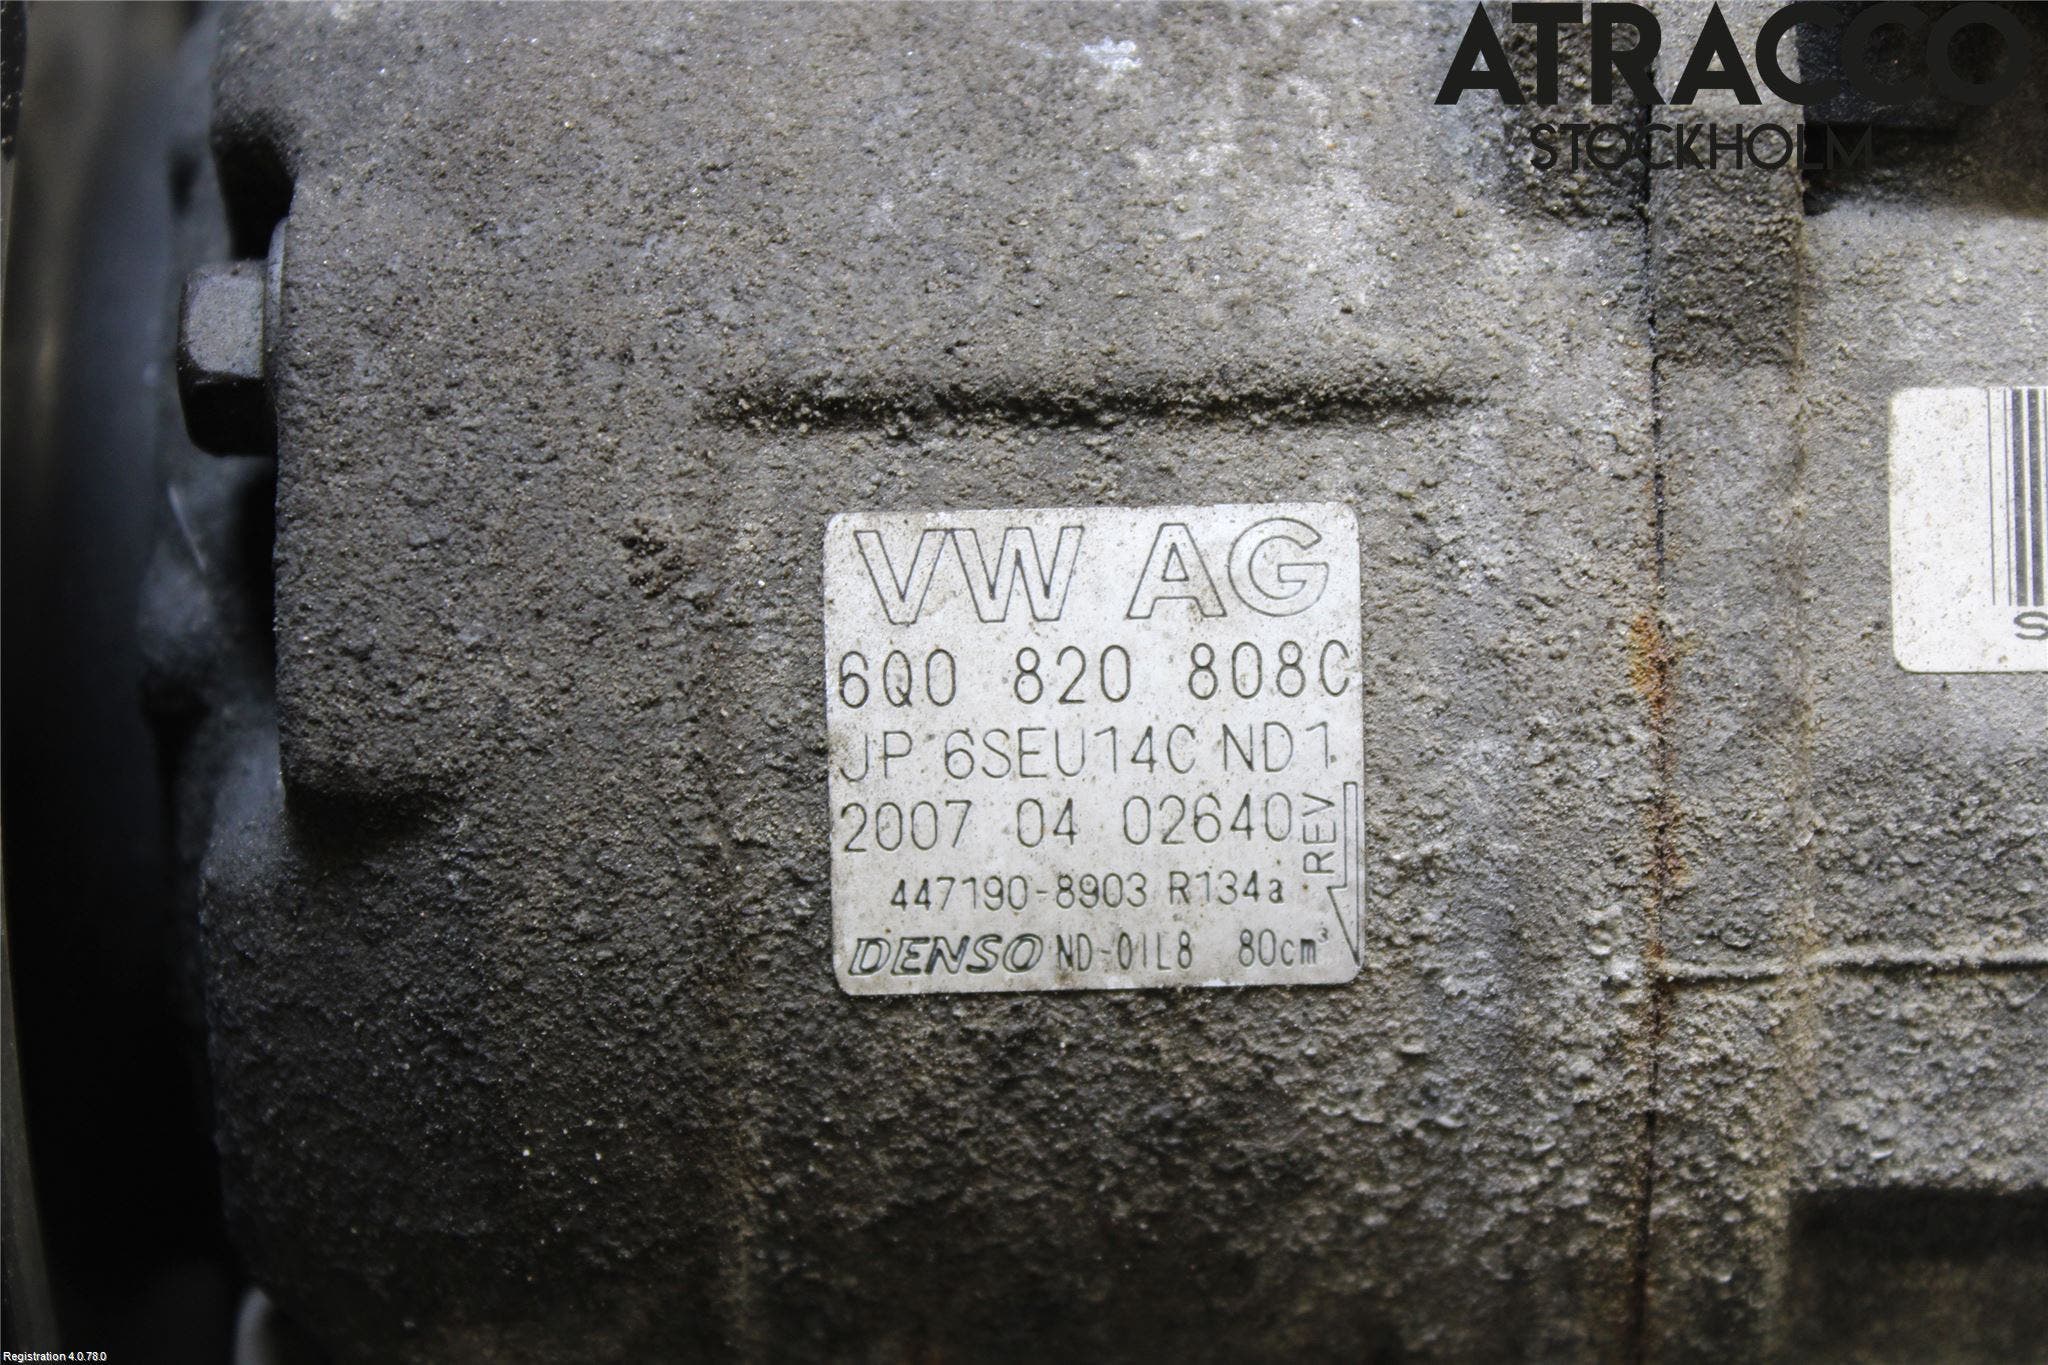 ATRACCO
STOCKHOLM
VW AG
6Q0 820 808C
JP 6SEU14C ND1
2007 04 02640
REV
447190-8903 R134a
DENSO ND-OIL8 80cm³
S
Registration 4.0.78.0